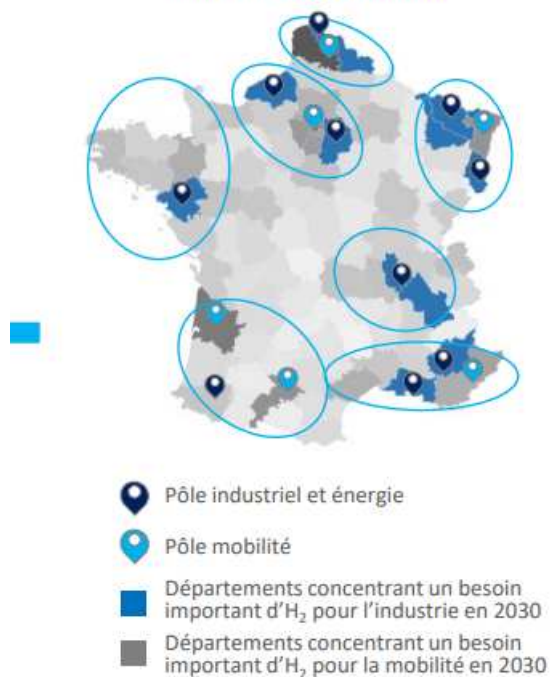 Pôle industriel et énergie
Pôle mobilité
Départements concentrant un besoin
important d'H₂ pour l'industrie en 2030
Départements concentrant un besoin
important d'H₂ pour la mobilité en 2030